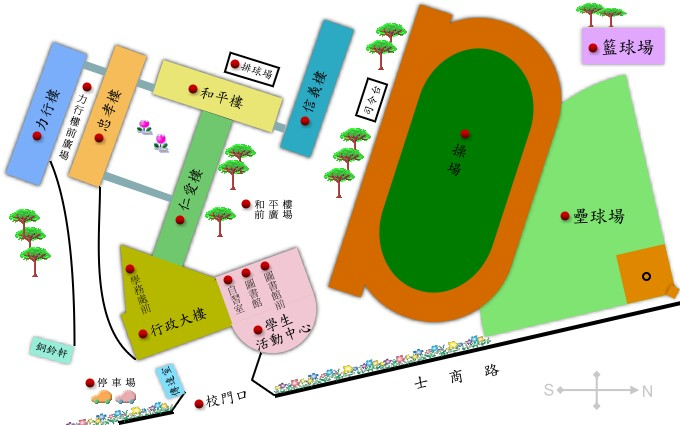 籃球場
排球場
信義樓
力行樓
力行樓前廣場
忠孝樓
和平樓
司令台
操場
仁愛樓
和平樓
前廣場
壘球場
學務處前
自習室
圖書館
圖書館前
行政大樓
學生
活動中心
銅鈴軒
停車場
傳達室
校門口
士商路
S
N